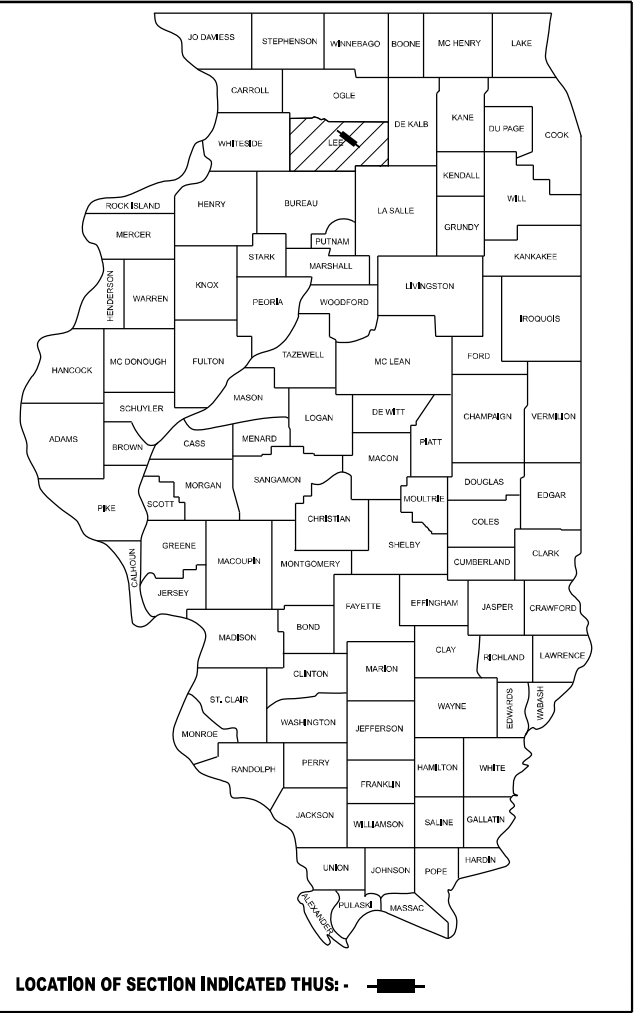 JO DAVIESS
STEPHENSON
WINNEBAGO
BOONE
MC HENRY
LAKE
CARROLL
OGLE
DE KALB
KANE
DU PAGE
COOK
WHITESIDE
LEE
KENDALL
WILL
ROCK ISLAND
HENRY
BUREAU
LA SALLE
GRUNDY
MERCER
PUTNAM
KANKAKEE
STARK
MARSHALL
HENDERSON
WARREN
KNOX
PEORIA
WOODFORD
LIVINGSTON
IROQUOIS
HANCOCK
MC DONOUGH
FULTON
TAZEWELL
MC LEAN
FORD
SCHUYLER
MASON
LOGAN
DE WITT
CHAMPAIGN
VERMILION
ADAMS
BROWN
CASS
MENARD
MACON
PIATT
PIKE
SCOTT
MORGAN
SANGAMON
CHRISTIAN
MOULTRIE
DOUGLAS
EDGAR
COLES
CALHOUN
GREENE
MACOUPIN
MONTGOMERY
SHELBY
CUMBERLAND
CLARK
JERSEY
FAYETTE
EFFINGHAM
JASPER
CRAWFORD
MADISON
BOND
CLAY
RICHLAND
LAWRENCE
CLINTON
MARION
ST. CLAIR
WAYNE
EDWARDS
WABASH
MONROE
WASHINGTON
JEFFERSON
RANDOLPH
PERRY
HAMILTON
WHITE
FRANKLIN
JACKSON
WILLIAMSON
SALINE
GALLATIN
UNION
JOHNSON
POPE
HARDIN
ALEXANDER
PULASKI
MASSAC
LOCATION OF SECTION INDICATED THUS: -